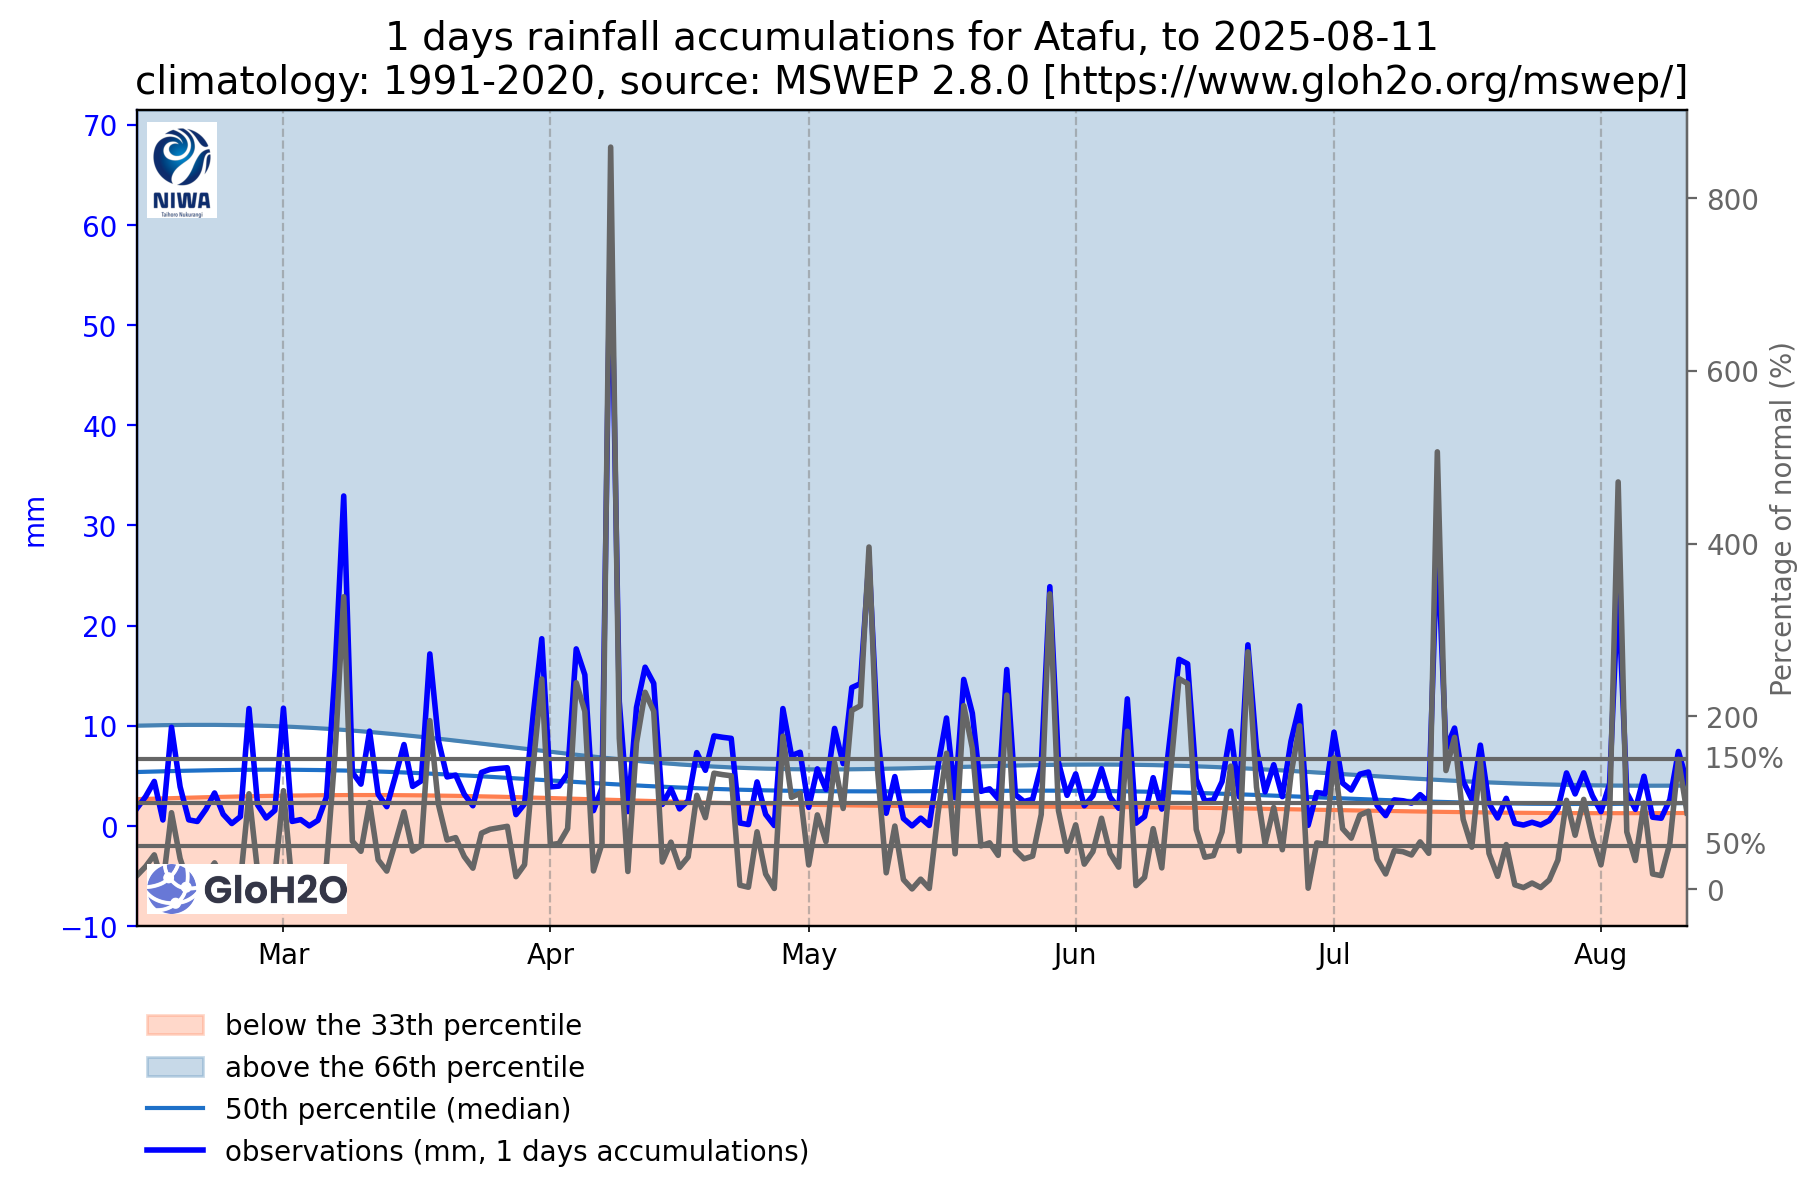 1 days rainfall accumulations for Atafu, to 2025-08-11
climatology: 1991-2020, source: MSWEP 2.8.0 [https://www.gloh2o.org/mswep/]
70
60
50
40
30
20
10
0
−10
mm
NIWA
Taihoro Nukurangi
GloH2O
800
600
400
200
150%
50%
0
Percentage of normal (%)
Mar
Apr
May
Jun
Jul
Aug
below the 33th percentile
above the 66th percentile
50th percentile (median)
observations (mm, 1 days accumulations)